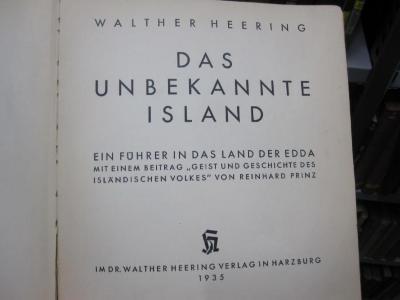 WALTHER HEERING
DAS
UNBEKANNTE
ISLAND
EIN FÜHRER IN DAS LAND DER EDDA
MIT EINEM BEITRAG „GEIST UND GESCHICHTE DES
ISLÄNDISCHEN VOLKES" VON REINHARD PRINZ
IM DR. WALTHER HEERING VERLAG IN HARZBURG
1935